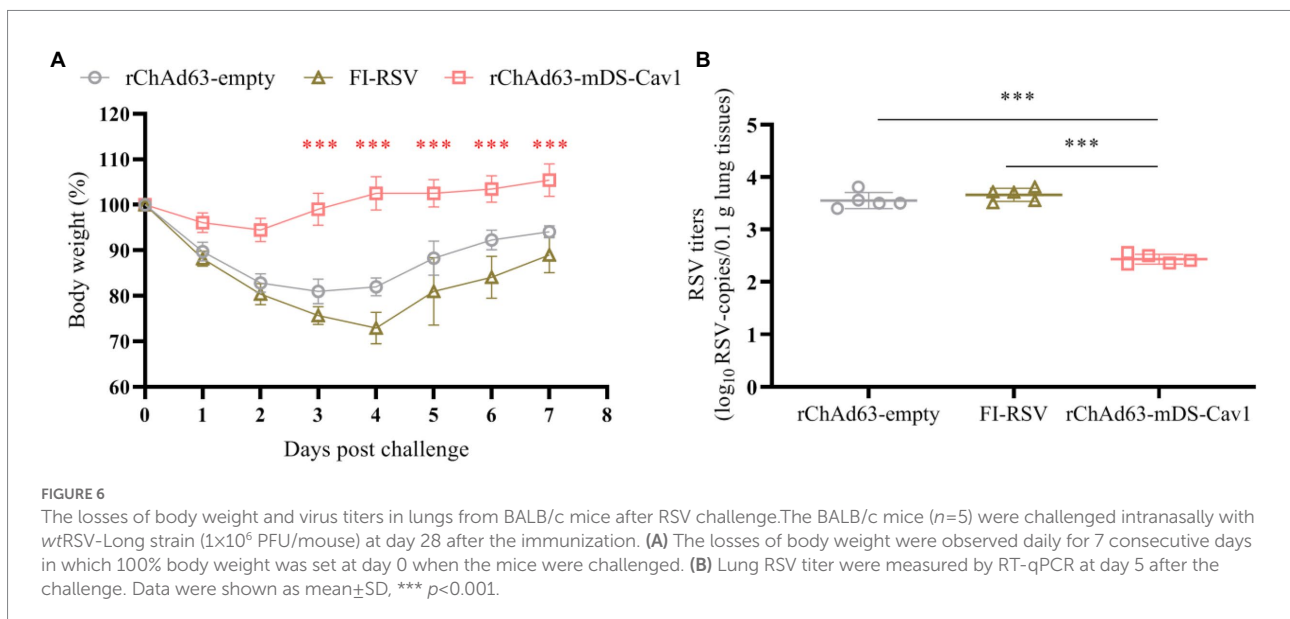 A
rChAd63-empty FI-RSV rChAd63-mDS-Cav1
120
110
100
90
80
70
60
Body weight (%)
*** *** *** *** ***
0 1 2 3 4 5 6 7 8
Days post challenge
B
***
***
5
4
3
2
1
0
RSV titers
(log₁₀ RSV-copies/0.1 g lung tissues)
rChAd63-empty FI-RSV rChAd63-mDS-Cav1
FIGURE 6
The losses of body weight and virus titers in lungs from BALB/c mice after RSV challenge.The BALB/c mice (n=5) were challenged intranasally with
wtRSV-Long strain (1×10⁶ PFU/mouse) at day 28 after the immunization. (A) The losses of body weight were observed daily for 7 consecutive days
in which 100% body weight was set at day 0 when the mice were challenged. (B) Lung RSV titer were measured by RT-qPCR at day 5 after the
challenge. Data were shown as mean±SD, *** p<0.001.